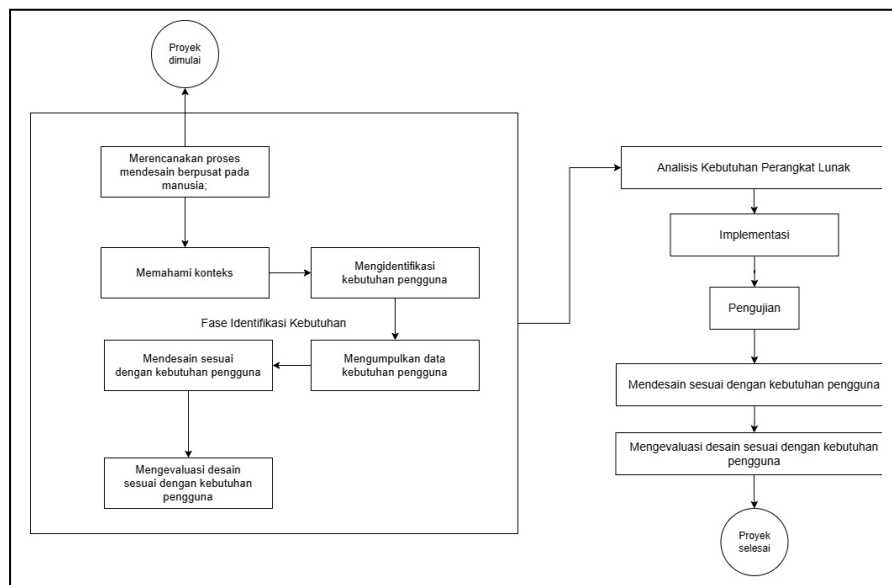 Proyek
dimulai
Merencanakan proses
mendesain berpusat pada
manusia;
Memahami konteks
Mengidentifikasi
kebutuhan pengguna
Fase Identifikasi Kebutuhan
Mendesain sesuai
dengan kebutuhan pengguna
Mengumpulkan data
kebutuhan pengguna
Mengevaluasi desain
sesuai dengan kebutuhan
pengguna
Analisis Kebutuhan Perangkat Lunak
Implementasi
Pengujian
Mendesain sesuai dengan kebutuhan pengguna
Mengevaluasi desain sesuai dengan kebutuhan
pengguna
Proyek
selesai